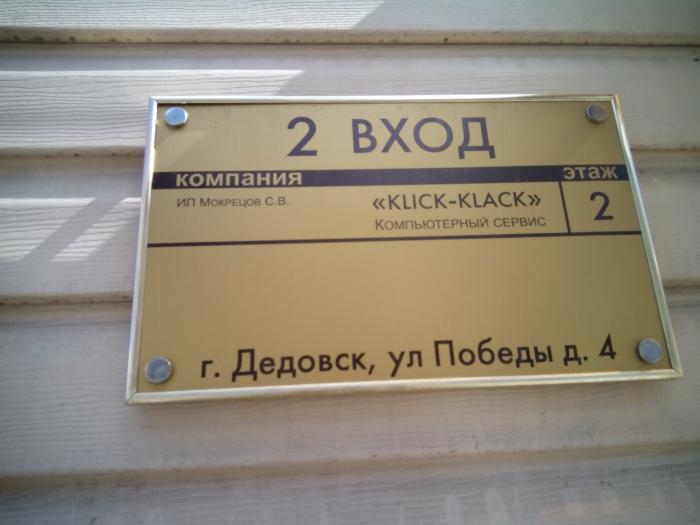 2 ВХОД
компания этаж
ИП Мокрецов С.В. «KLICK-KLACK» 2
Компьютерный сервис
г. Дедовск, ул Победы д. 4